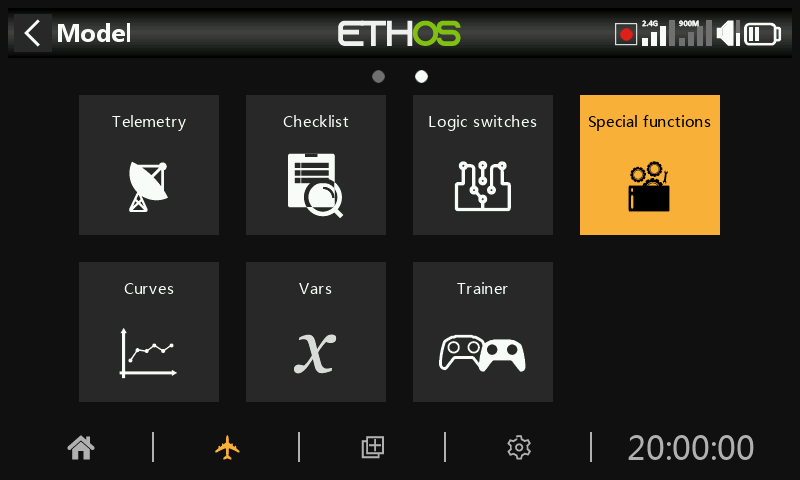 Model
ETHOS
2.4G
900M
Telemetry
Checklist
Logic switches
Special functions
Curves
Vars
Trainer
x
20:00:00